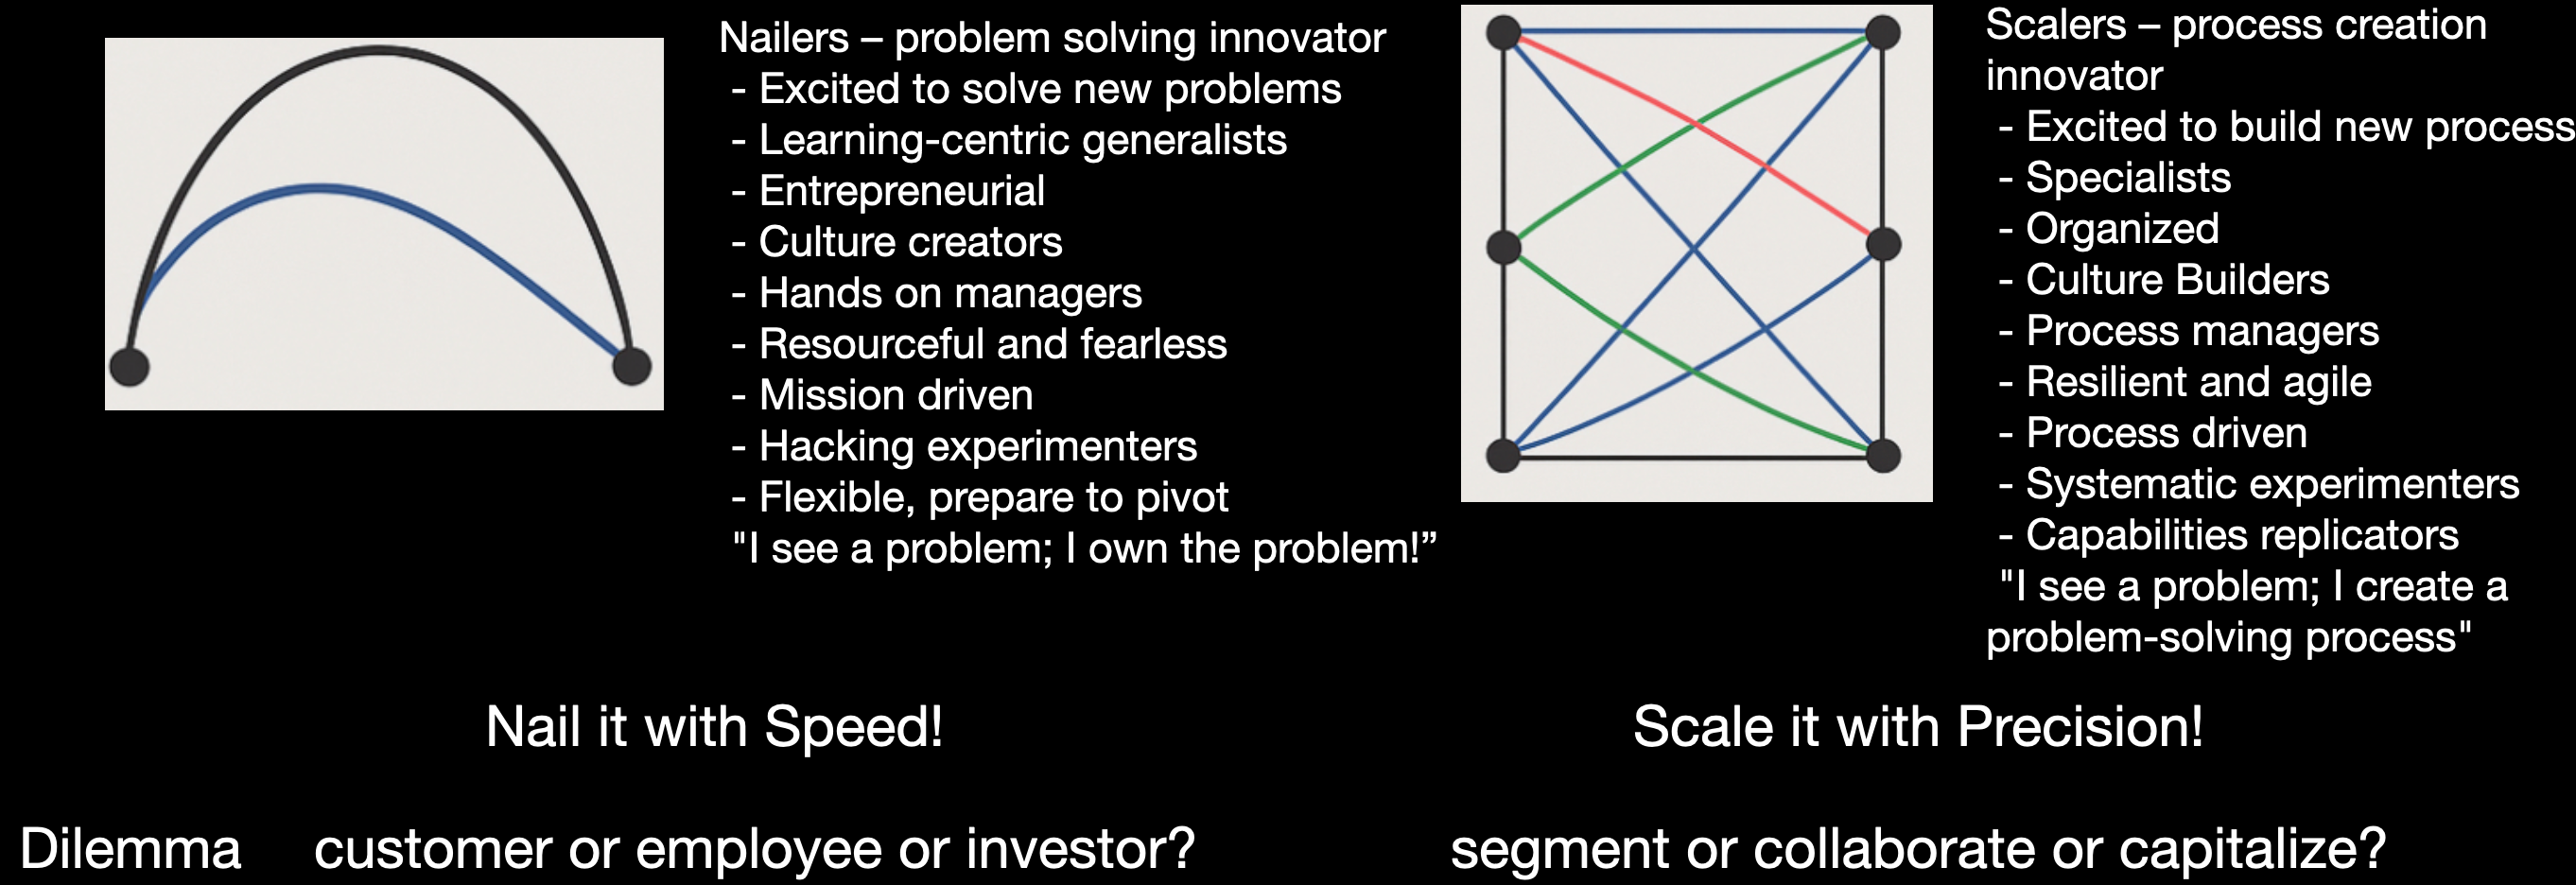 Nailers – problem solving innovator
- Excited to solve new problems
- Learning-centric generalists
- Entrepreneurial
- Culture creators
- Hands on managers
- Resourceful and fearless
- Mission driven
- Hacking experimenters
- Flexible, prepare to pivot
"I see a problem; I own the problem!”
Scalers – process creation
innovator
- Excited to build new process
- Specialists
- Organized
- Culture Builders
- Process managers
- Resilient and agile
- Process driven
- Systematic experimenters
- Capabilities replicators
"I see a problem; I create a
problem-solving process"
Nail it with Speed!
Scale it with Precision!
Dilemma customer or employee or investor?
segment or collaborate or capitalize?